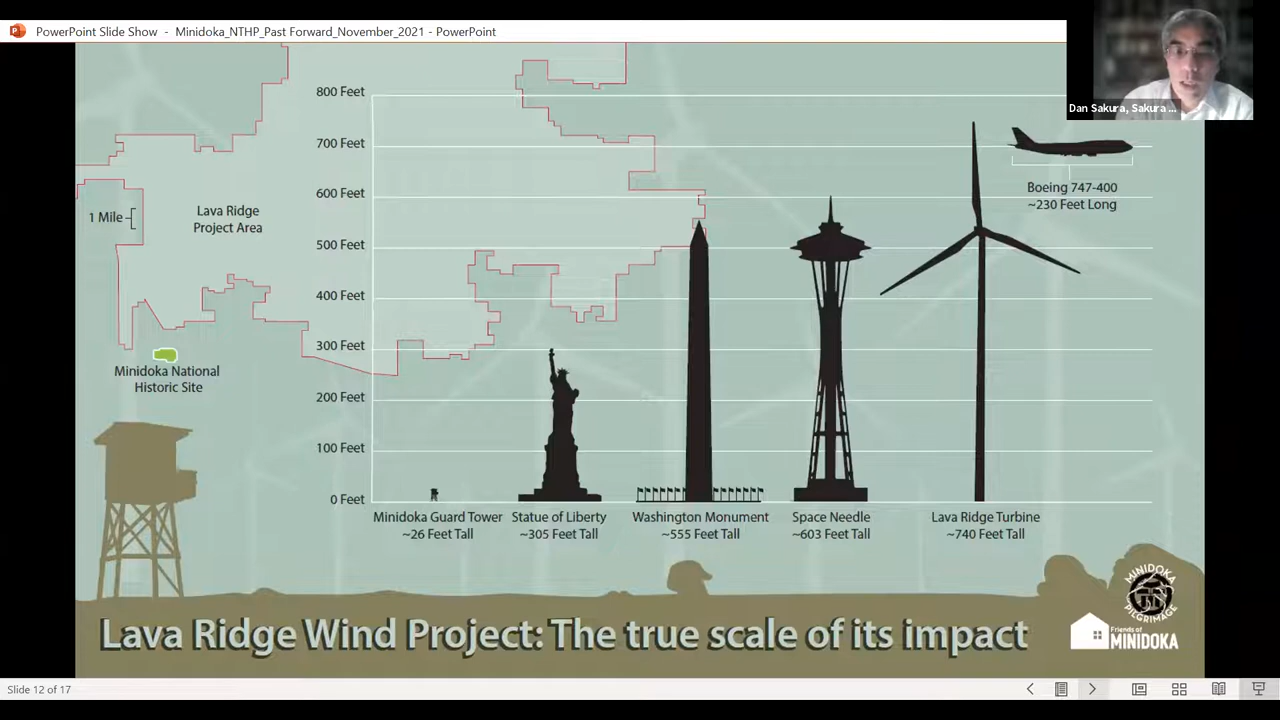 PowerPoint Slide Show - Minidoka_NTHP_Past Forward_November_2021 - PowerPoint
Dan Sakura, Sakura ...
800 Feet
700 Feet
600 Feet
500 Feet
400 Feet
300 Feet
200 Feet
100 Feet
0 Feet
1 Mile
Lava Ridge
Project Area
Minidoka National
Historic Site
Boeing 747-400
~230 Feet Long
Minidoka Guard Tower
~26 Feet Tall
Statue of Liberty
~305 Feet Tall
Washington Monument
~555 Feet Tall
Space Needle
~603 Feet Tall
Lava Ridge Turbine
~740 Feet Tall
Lava Ridge Wind Project: The true scale of its impact
MINIDOKA
PILGRIMAGE
Friends of
MINIDOKA
Slide 12 of 17